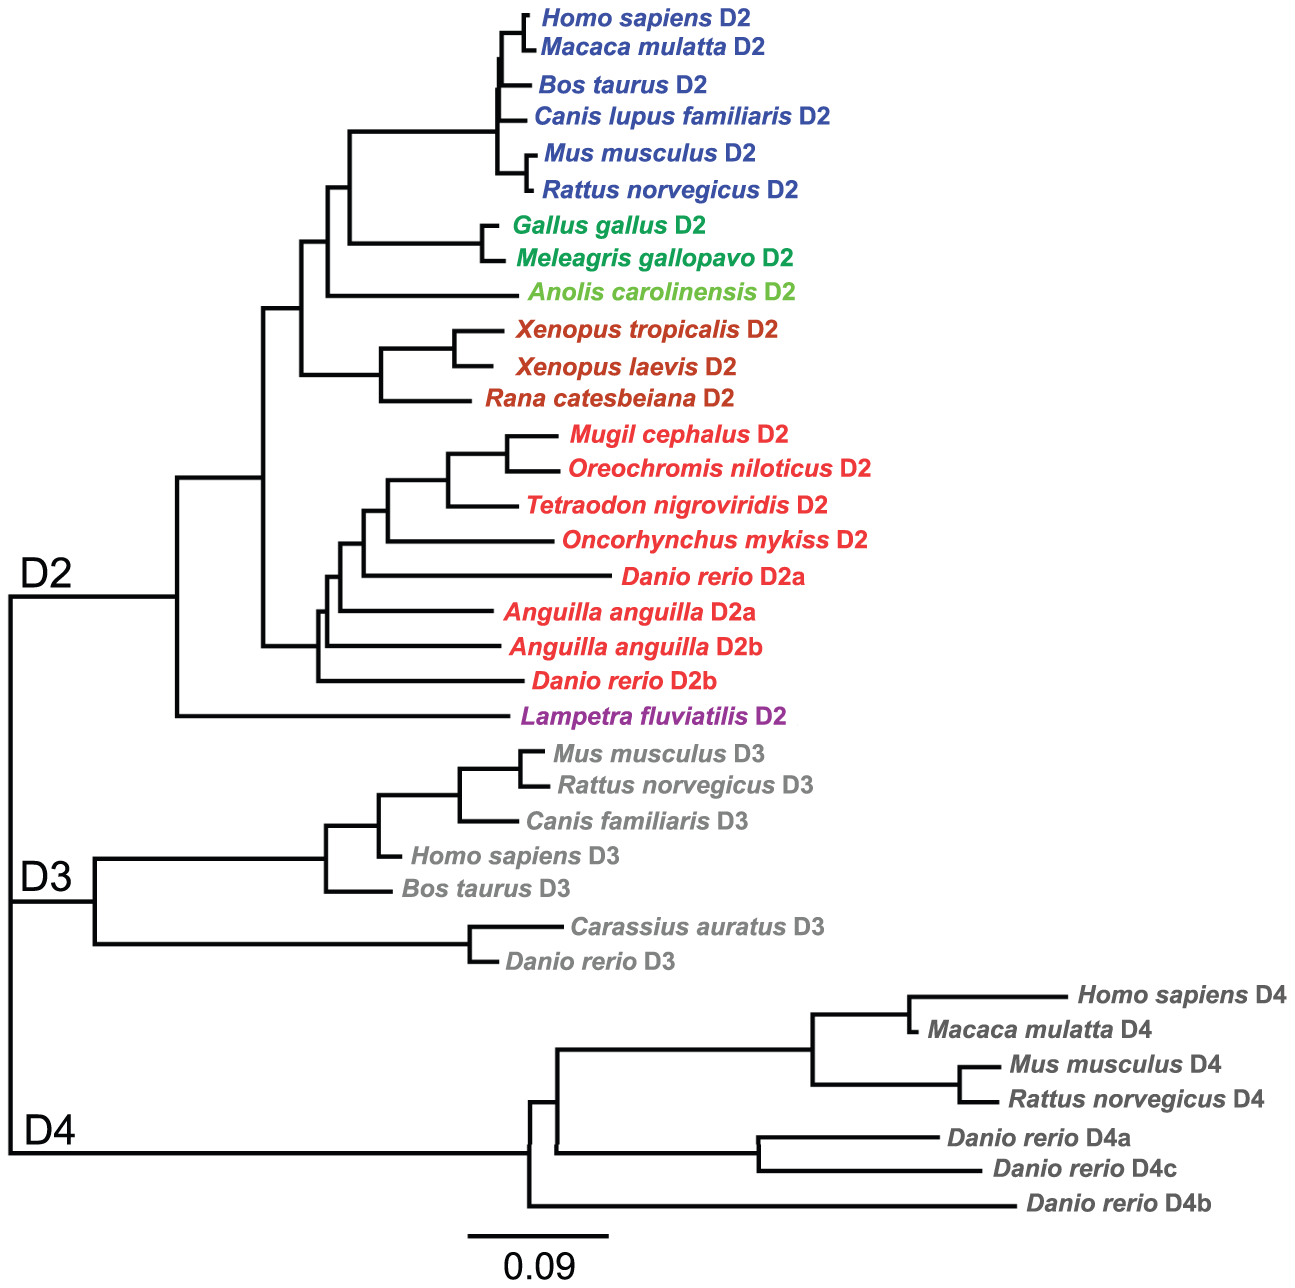 Homo sapiens D2
Macaca mulatta D2
Bos taurus D2
Canis lupus familiaris D2
Mus musculus D2
Rattus norvegicus D2
Gallus gallus D2
Meleagris gallopavo D2
Anolis carolinensis D2
Xenopus tropicalis D2
Xenopus laevis D2
Rana catesbeiana D2
Mugil cephalus D2
Oreochromis niloticus D2
Tetraodon nigroviridis D2
Oncorhynchus mykiss D2
D2
Danio rerio D2a
Anguilla anguilla D2a
Anguilla anguilla D2b
Danio rerio D2b
Lampetra fluviatilis D2
Mus musculus D3
Rattus norvegicus D3
Canis familiaris D3
Homo sapiens D3
D3
Bos taurus D3
Carassius auratus D3
Danio rerio D3
Homo sapiens D4
Macaca mulatta D4
Mus musculus D4
Rattus norvegicus D4
D4
Danio rerio D4a
Danio rerio D4c
Danio rerio D4b
0.09